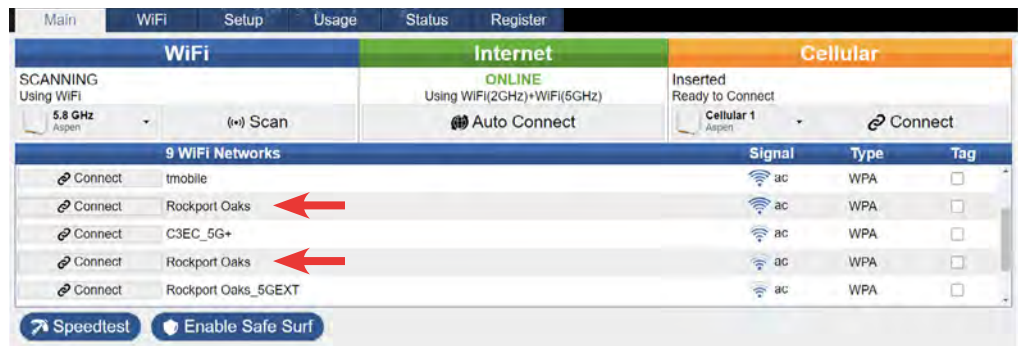 Main WiFi Setup Usage Status Register
WiFi Internet Cellular
SCANNING ONLINE Inserted
Using WiFi Using WiFi(2GHz)+WiFi(5GHz) Ready to Connect
5.8 GHz Aspen Scan Auto Connect Cellular 1 Aspen Connect
9 WiFi Networks Signal Type Tag
Connect tmobile ac WPA
Connect Rockport Oaks ac WPA
Connect C3EC_5G+ ac WPA
Connect Rockport Oaks ac WPA
Connect Rockport Oaks_5GEXT ac WPA
Speedtest Enable Safe Surf